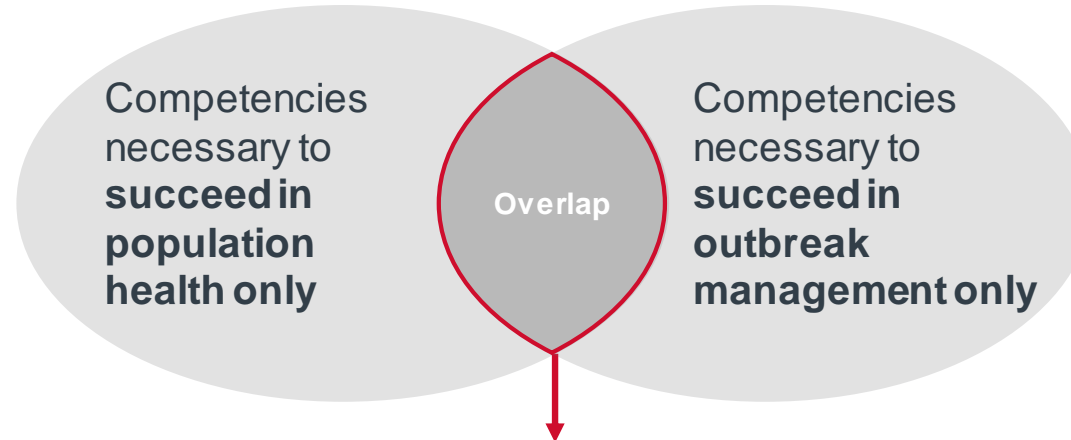 Competencies
necessary to
succeed in
population
health only
Overlap
Competencies
necessary to
succeed in
outbreak
management only